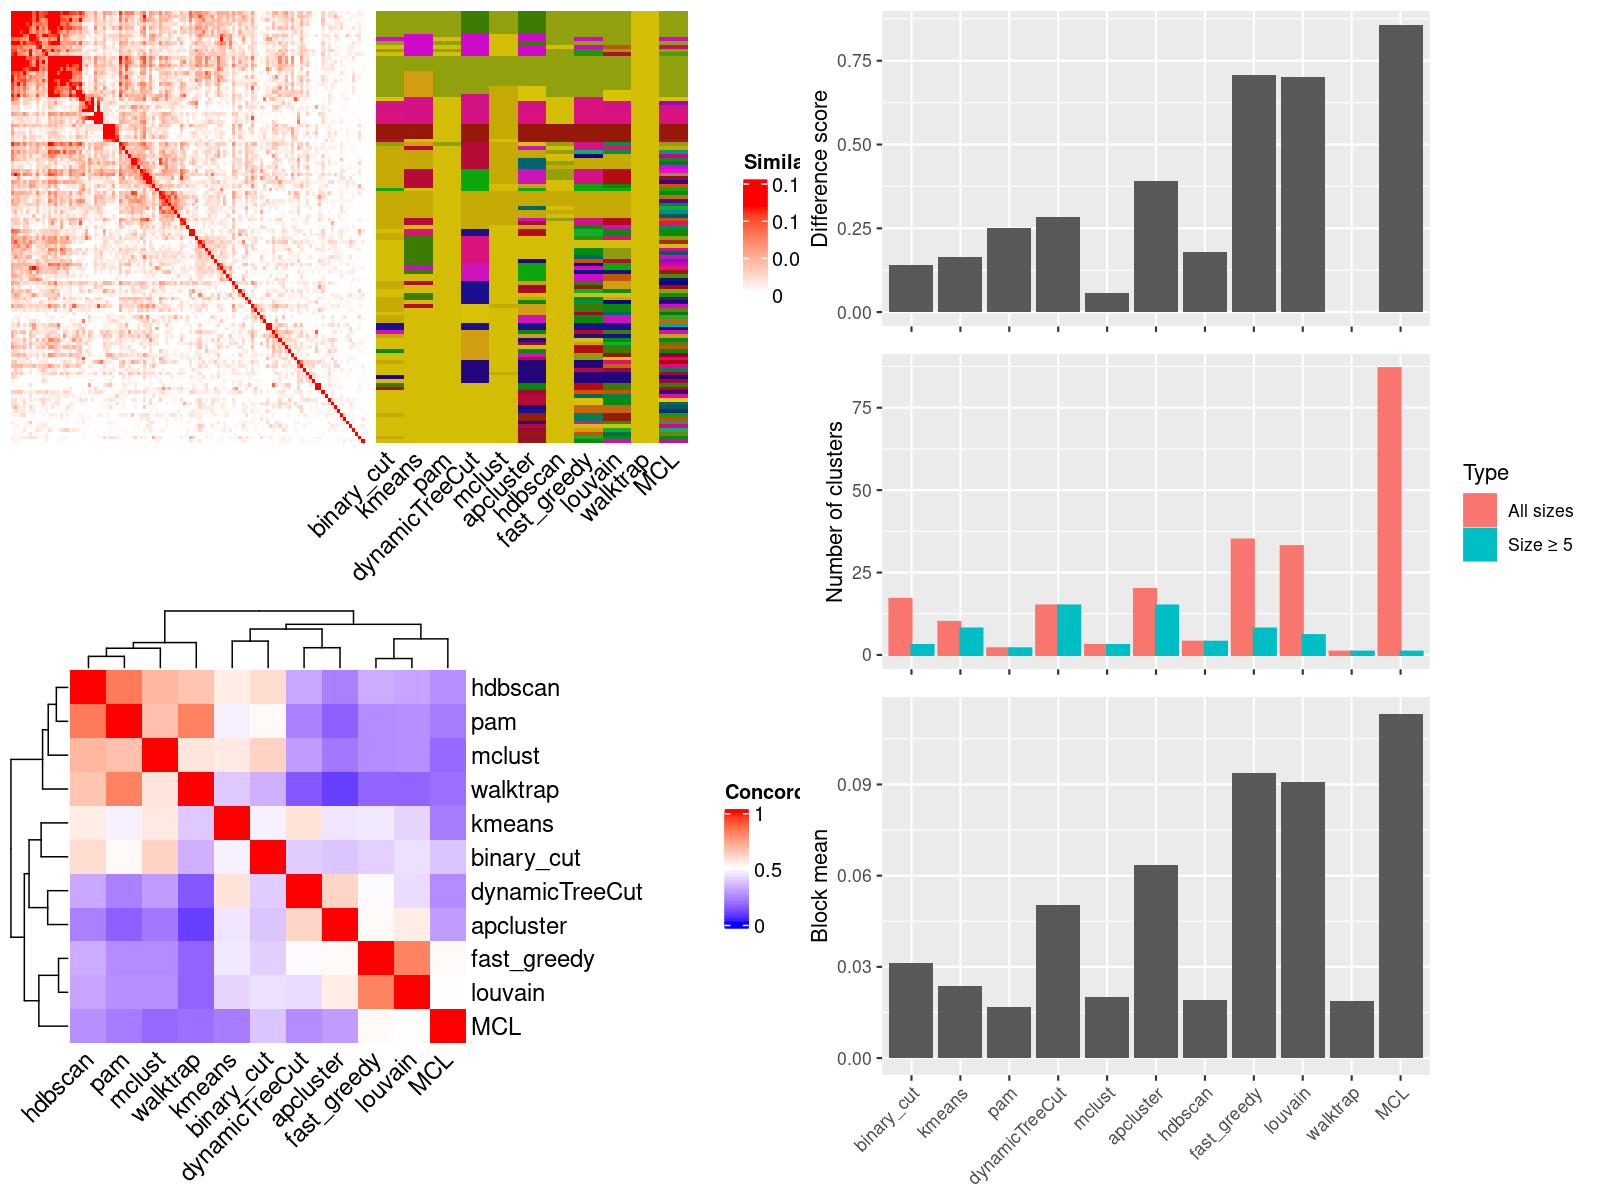 Simila
0.1
0.1
0.0
0
binary_cut
kmeans
pam
dynamicTreeCut
mclust
apcluster
hdbscan
fast_greedy
louvain
walktrap
MCL
hdbscan
pam
mclust
walktrap
kmeans
binary_cut
dynamicTreeCut
apcluster
fast_greedy
louvain
MCL
Concord
1
0.5
0
hdbscan
pam
mclust
walktrap
kmeans
binary_cut
dynamicTreeCut
apcluster
fast_greedy
louvain
MCL
Difference score
0.75
0.50
0.25
0.00
Number of clusters
75
50
25
0
Type
All sizes
Size ≥ 5
Block mean
0.09
0.06
0.03
0.00
binary_cut
kmeans
pam
dynamicTreeCut
mclust
apcluster
hdbscan
fast_greedy
louvain
walktrap
MCL